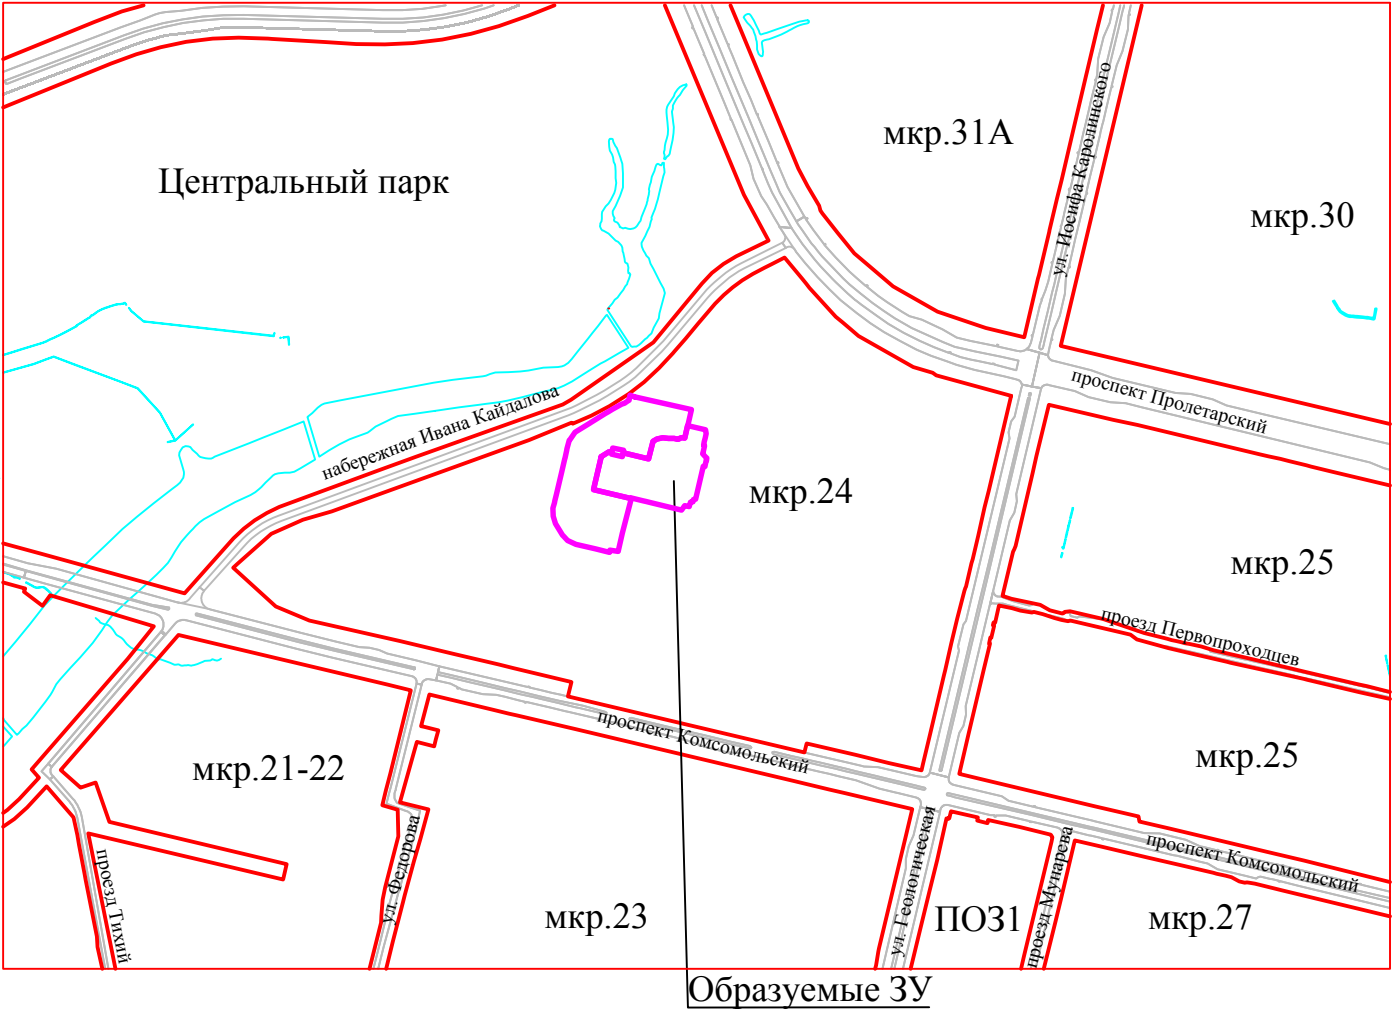 мкр.31А
Центральный парк
ул. Иосифа Каролинского
мкр.30
проспект Пролетарский
набережная Ивана Кайдалова
мкр.24
мкр.25
проезд Первопроходцев
проспект Комсомольский
мкр.21-22
мкр.25
ул. Федорова
проезд Тихий
мкр.23
ул. Геологическая
ПОЗ1
проезд Мунарева
проспект Комсомольский
мкр.27
Образуемые ЗУ